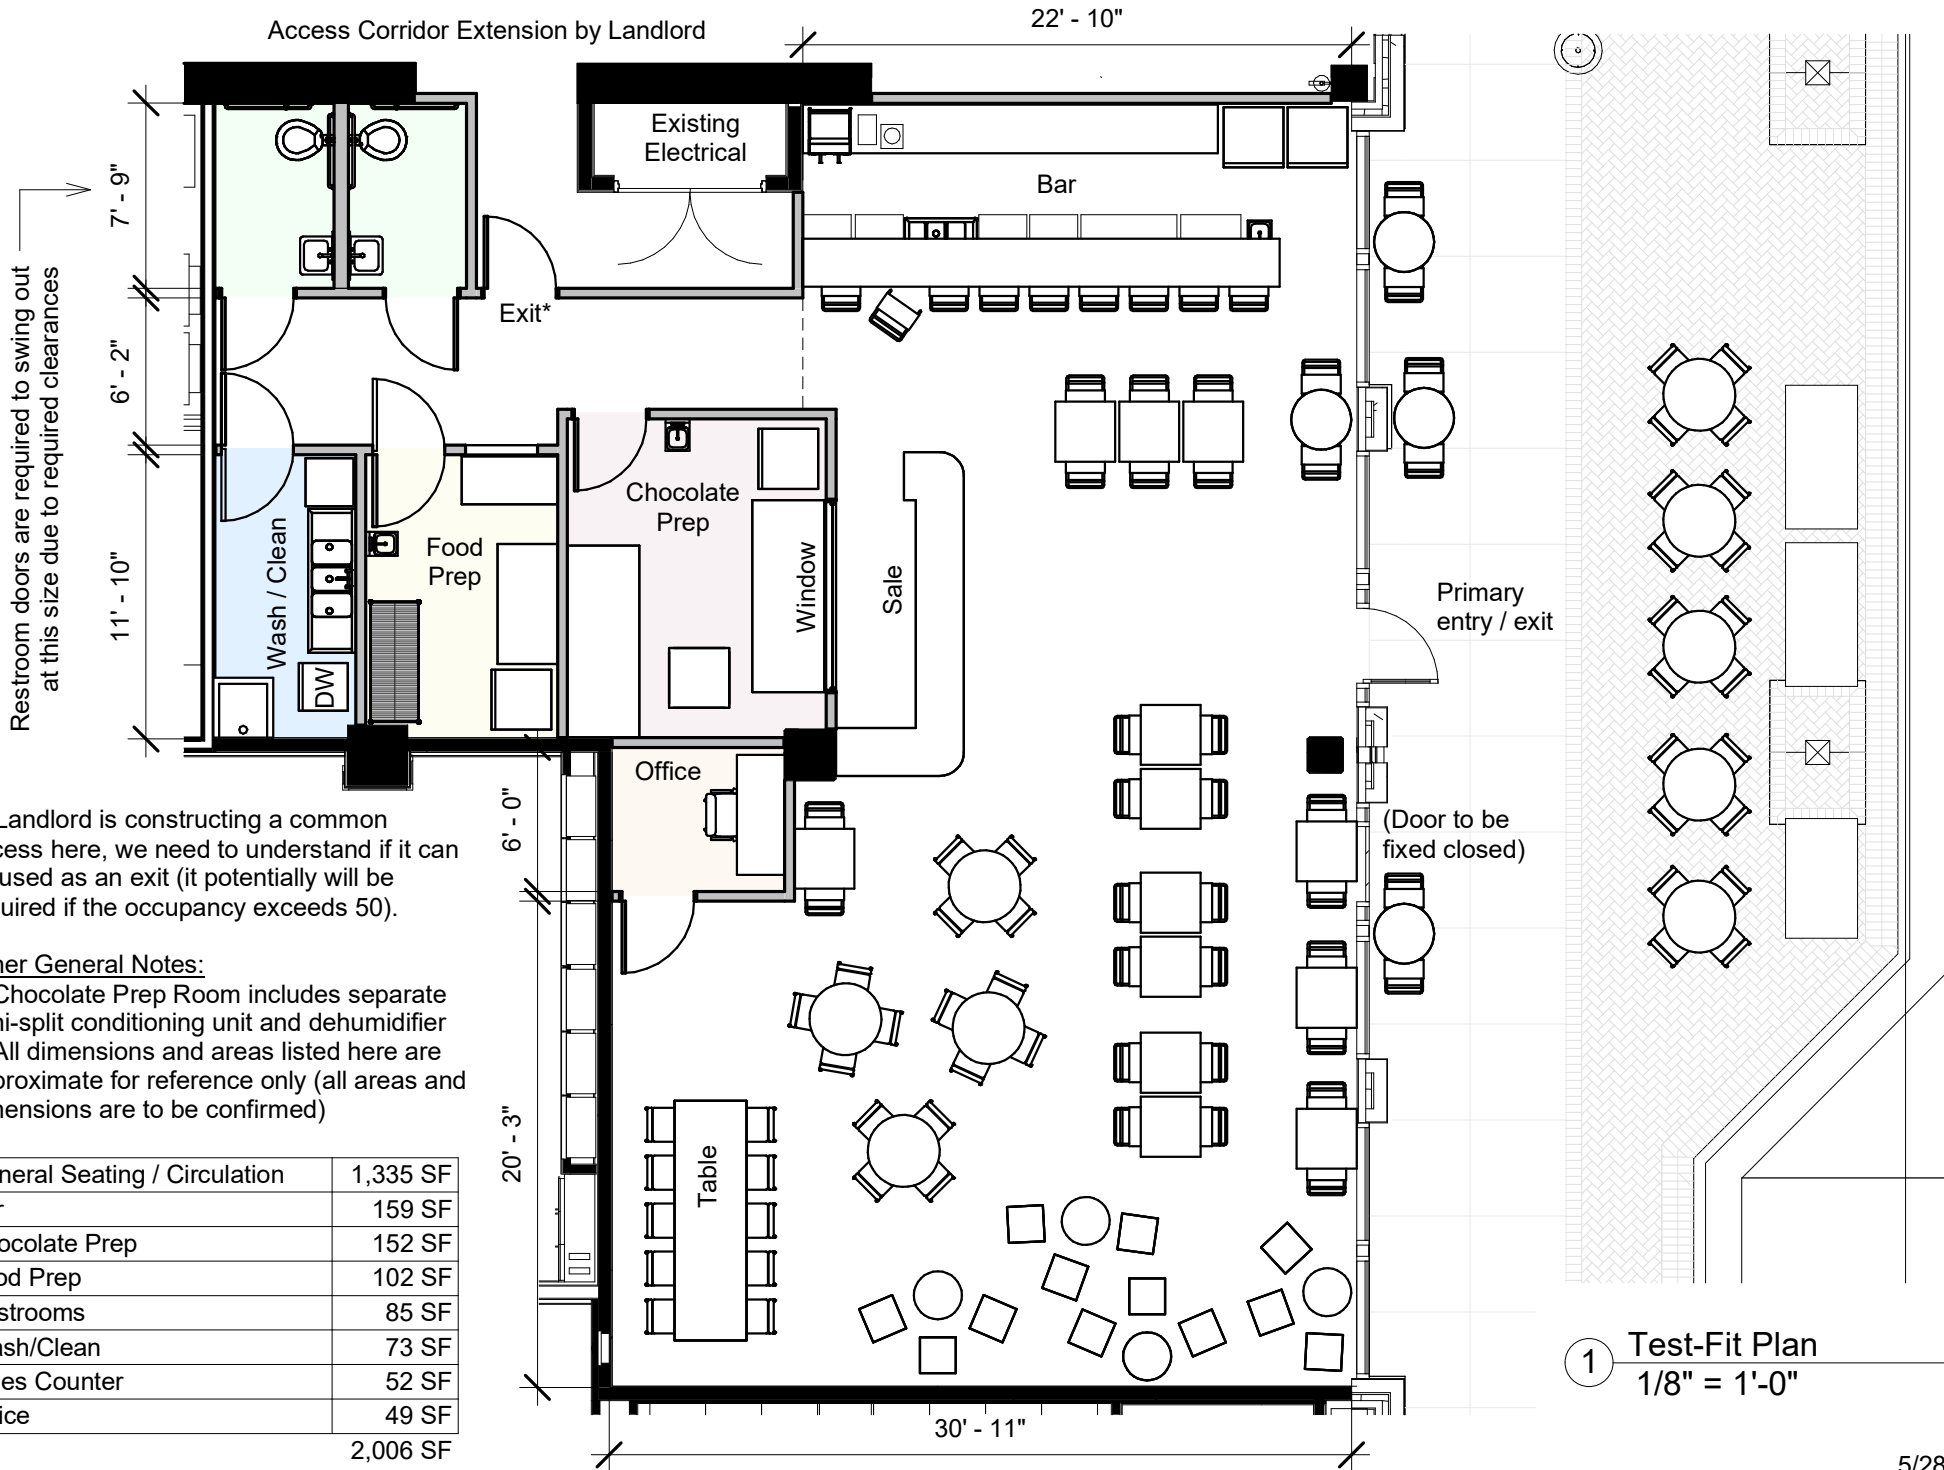 Access Corridor Extension by Landlord
22' - 10"
Existing
Electrical
Bar
7' - 9"
Restroom doors are required to swing out
at this size due to required clearances
Exit*
6' - 2"
Chocolate
Prep
Wash / Clean
Food
Prep
Window
Sale
11' - 10"
DW
Primary
entry / exit
Office
6' - 0"
(Door to be
fixed closed)
Landlord is constructing a common
cess here, we need to understand if it can
used as an exit (it potentially will be
uired if the occupancy exceeds 50).
her General Notes:
Chocolate Prep Room includes separate
ni-split conditioning unit and dehumidifier
All dimensions and areas listed here are
proximate for reference only (all areas and
mensions are to be confirmed)
20' - 3"
Table
eneral Seating / Circulation 1,335 SF
r 159 SF
ocolate Prep 152 SF
od Prep 102 SF
strooms 85 SF
ash/Clean 73 SF
les Counter 52 SF
ice 49 SF
2,006 SF
30' - 11"
1 Test-Fit Plan
1/8" = 1'-0"
5/28